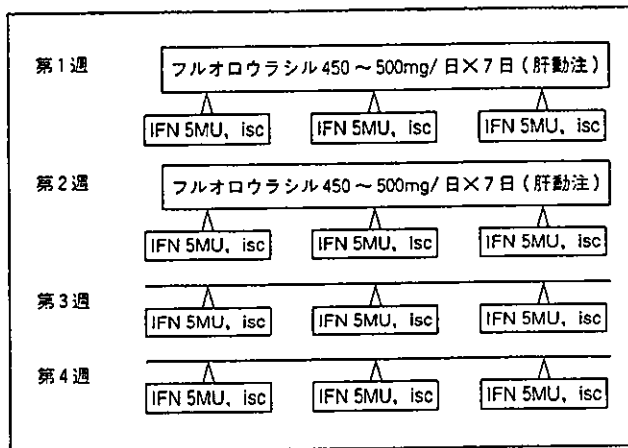 第1週
フルオロウラシル 450～500mg/日×7日(肝動注)
IFN 5MU, isc IFN 5MU, isc IFN 5MU, isc
第2週
フルオロウラシル 450～500mg/日×7日(肝動注)
IFN 5MU, isc IFN 5MU, isc IFN 5MU, isc
第3週
IFN 5MU, isc IFN 5MU, isc IFN 5MU, isc
第4週
IFN 5MU, isc IFN 5MU, isc IFN 5MU, isc